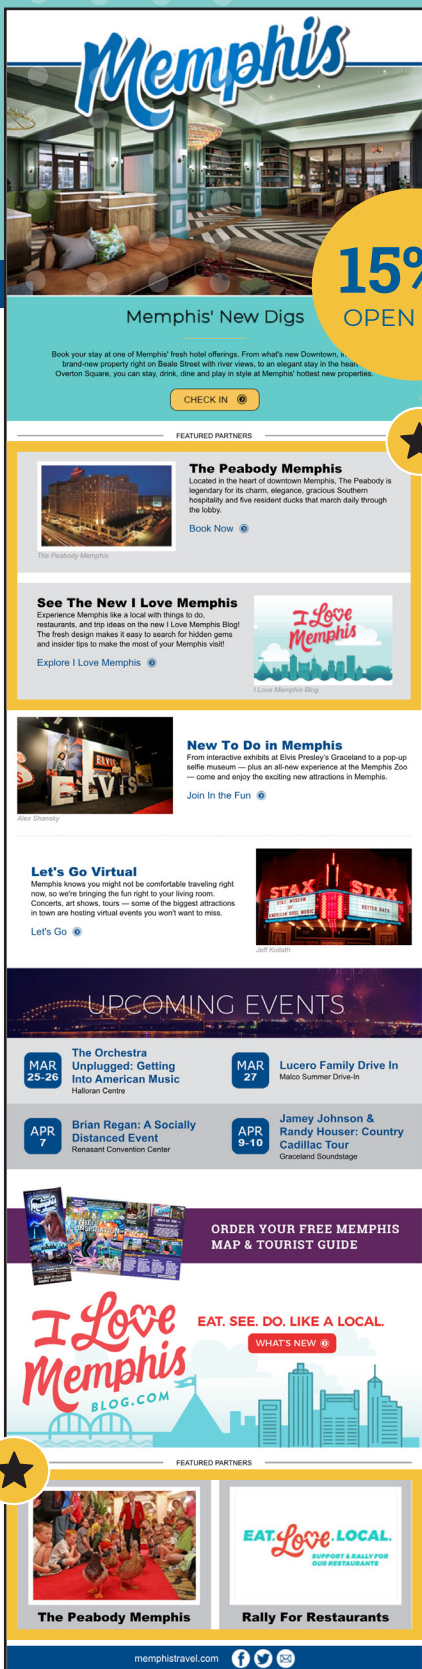 Memphis
15%
OPEN
Memphis' New Digs
Book your stay at one of Memphis' fresh hotel offerings. From what's new Downtown,
brand-new property right on Beale Street with river views, to an elegant stay in the heart
Overton Square, you can stay, drink, dine and play in style at Memphis' hottest new properties.
CHECK IN
FEATURED PARTNERS
The Peabody Memphis
Located in the heart of downtown Memphis, The Peabody is
legendary for its charm, elegance, gracious Southern
hospitality and five resident ducks that march daily through
the lobby.
Book Now
The Peabody Memphis
See The New I Love Memphis
Experience Memphis like a local with things to do,
restaurants, and trip ideas on the new I Love Memphis Blog!
The fresh design makes it easy to search for hidden gems
and insider tips to make the most of your Memphis visit!
Explore I Love Memphis
I Love
Memphis
I Love Memphis Blog
ELVIS
ELVIS
Alex Shansky
New To Do in Memphis
From interactive exhibits at Elvis Presley's Graceland to a pop-up
selfie museum — plus an all-new experience at the Memphis Zoo
— come and enjoy the exciting new attractions in Memphis.
Join In the Fun
Let's Go Virtual
Memphis knows you might not be comfortable traveling right
now, so we're bringing the fun right to your living room.
Concerts, art shows, tours — some of the biggest attractions
in town are hosting virtual events you won't want to miss.
Let's Go
STAX STAX
STAX MUSEUM
AMERICAN SOUL MUSIC
BETTER DAYS
Jeff Kollath
UPCOMING EVENTS
MAR
25-26
The Orchestra
Unplugged: Getting
Into American Music
Halloran Centre
MAR
27
Lucero Family Drive In
Malco Summer Drive-In
APR
7
Brian Regan: A Socially
Distanced Event
Renasant Convention Center
APR
9-10
Jamey Johnson &
Randy Houser: Country
Cadillac Tour
Graceland Soundstage
Memphis
INSPIRATION
ORDER YOUR FREE MEMPHIS
MAP & TOURIST GUIDE
I Love
Memphis
BLOG.COM
EAT. SEE. DO. LIKE A LOCAL.
WHAT'S NEW
FEATURED PARTNERS
EAT. Love. LOCAL.
SUPPORT & RALLY FOR
OUR RESTAURANTS
The Peabody Memphis
Rally For Restaurants
memphistravel.com